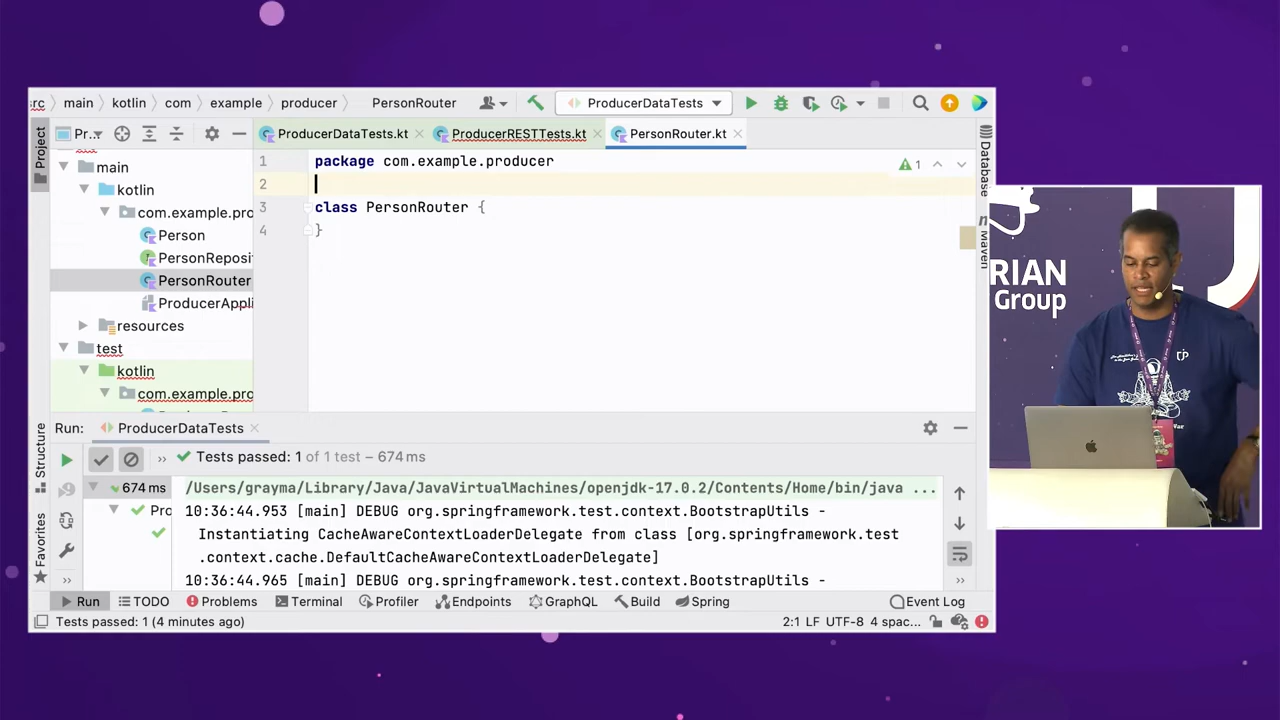 src main kotlin com example producer PersonRouter ProducerDataTests
Project
Pr... ProducerDataTests.kt ProducerRESTTests.kt PersonRouter.kt
main
kotlin
com.example.pro
Person
PersonReposit
PersonRouter
ProducerAppli
resources
test
kotlin
com.example.pro
1 package com.example.producer
2
3 class PersonRouter {
4 }
1
Database
Maven
RIAN
Group
Run: ProducerDataTests
Structure
Favorites
Tests passed: 1 of 1 test – 674 ms
674 ms
Pro
/Users/grayma/Library/Java/JavaVirtualMachines/openjdk-17.0.2/Contents/Home/bin/java ...
10:36:44.953 [main] DEBUG org.springframework.test.context.BootstrapUtils -
Instantiating CacheAwareContextLoaderDelegate from class [org.springframework.test
.context.cache.DefaultCacheAwareContextLoaderDelegate]
10:36:44.965 [main] DEBUG org.springframework.test.context.BootstrapUtils -
Run TODO Problems Terminal Profiler Endpoints GraphQL Build Spring Event Log
Tests passed: 1 (4 minutes ago) 2:1 LF UTF-8 4 spac...